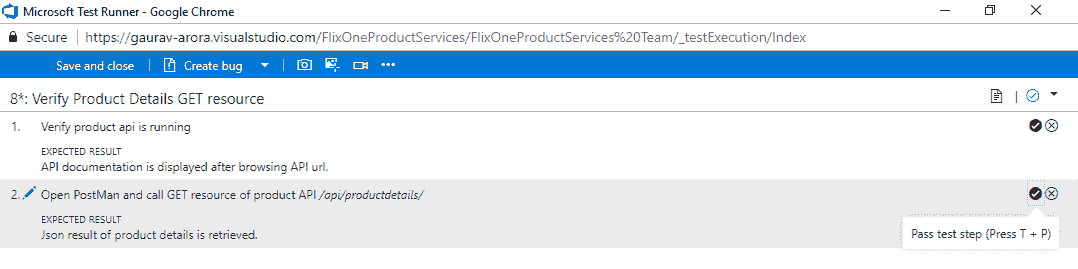 Microsoft Test Runner - Google Chrome
Secure https://gaurav-arora.visualstudio.com/FlixOneProductServices/FlixOneProductServices%20Team/_testExecution/Index
Save and close Create bug
8*: Verify Product Details GET resource
1. Verify product api is running
EXPECTED RESULT
API documentation is displayed after browsing API url.
2. Open PostMan and call GET resource of product API /api/productdetails/
EXPECTED RESULT
Json result of product details is retrieved.
Pass test step (Press T + P)